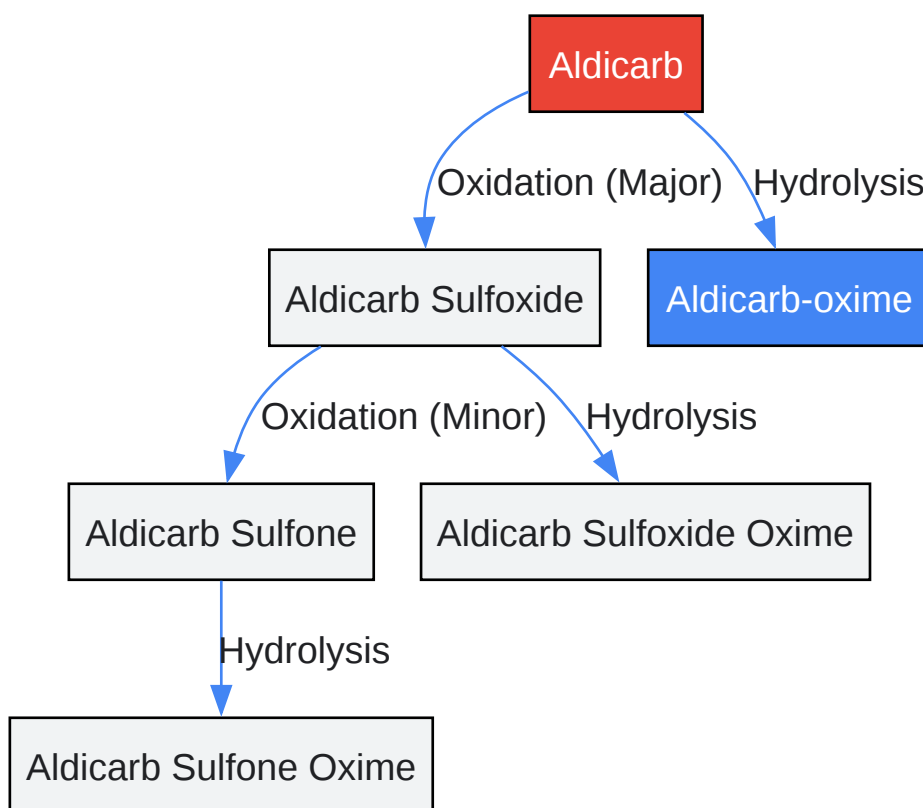 Aldicarb
Oxidation (Major)
Hydrolysis
Aldicarb Sulfoxide
Aldicarb-oxime
Oxidation (Minor)
Hydrolysis
Aldicarb Sulfone
Aldicarb Sulfoxide Oxime
Hydrolysis
Aldicarb Sulfone Oxime